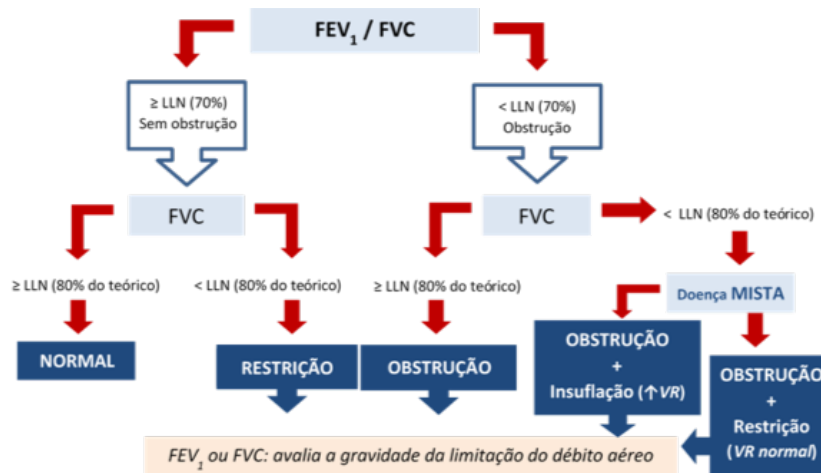 FEV1 / FVC
≥ LLN (70%)
Sem obstrução
< LLN (70%)
Obstrução
FVC
FVC
< LLN (80% do teórico)
≥ LLN (80% do teórico)
< LLN (80% do teórico)
≥ LLN (80% do teórico)
Doença MISTA
NORMAL
RESTRIÇÃO
OBSTRUÇÃO
OBSTRUÇÃO
+
Insuflação (↑VR)
OBSTRUÇÃO
+
Restrição
(VR normal)
FEV1 ou FVC: avalia a gravidade da limitação do débito aéreo